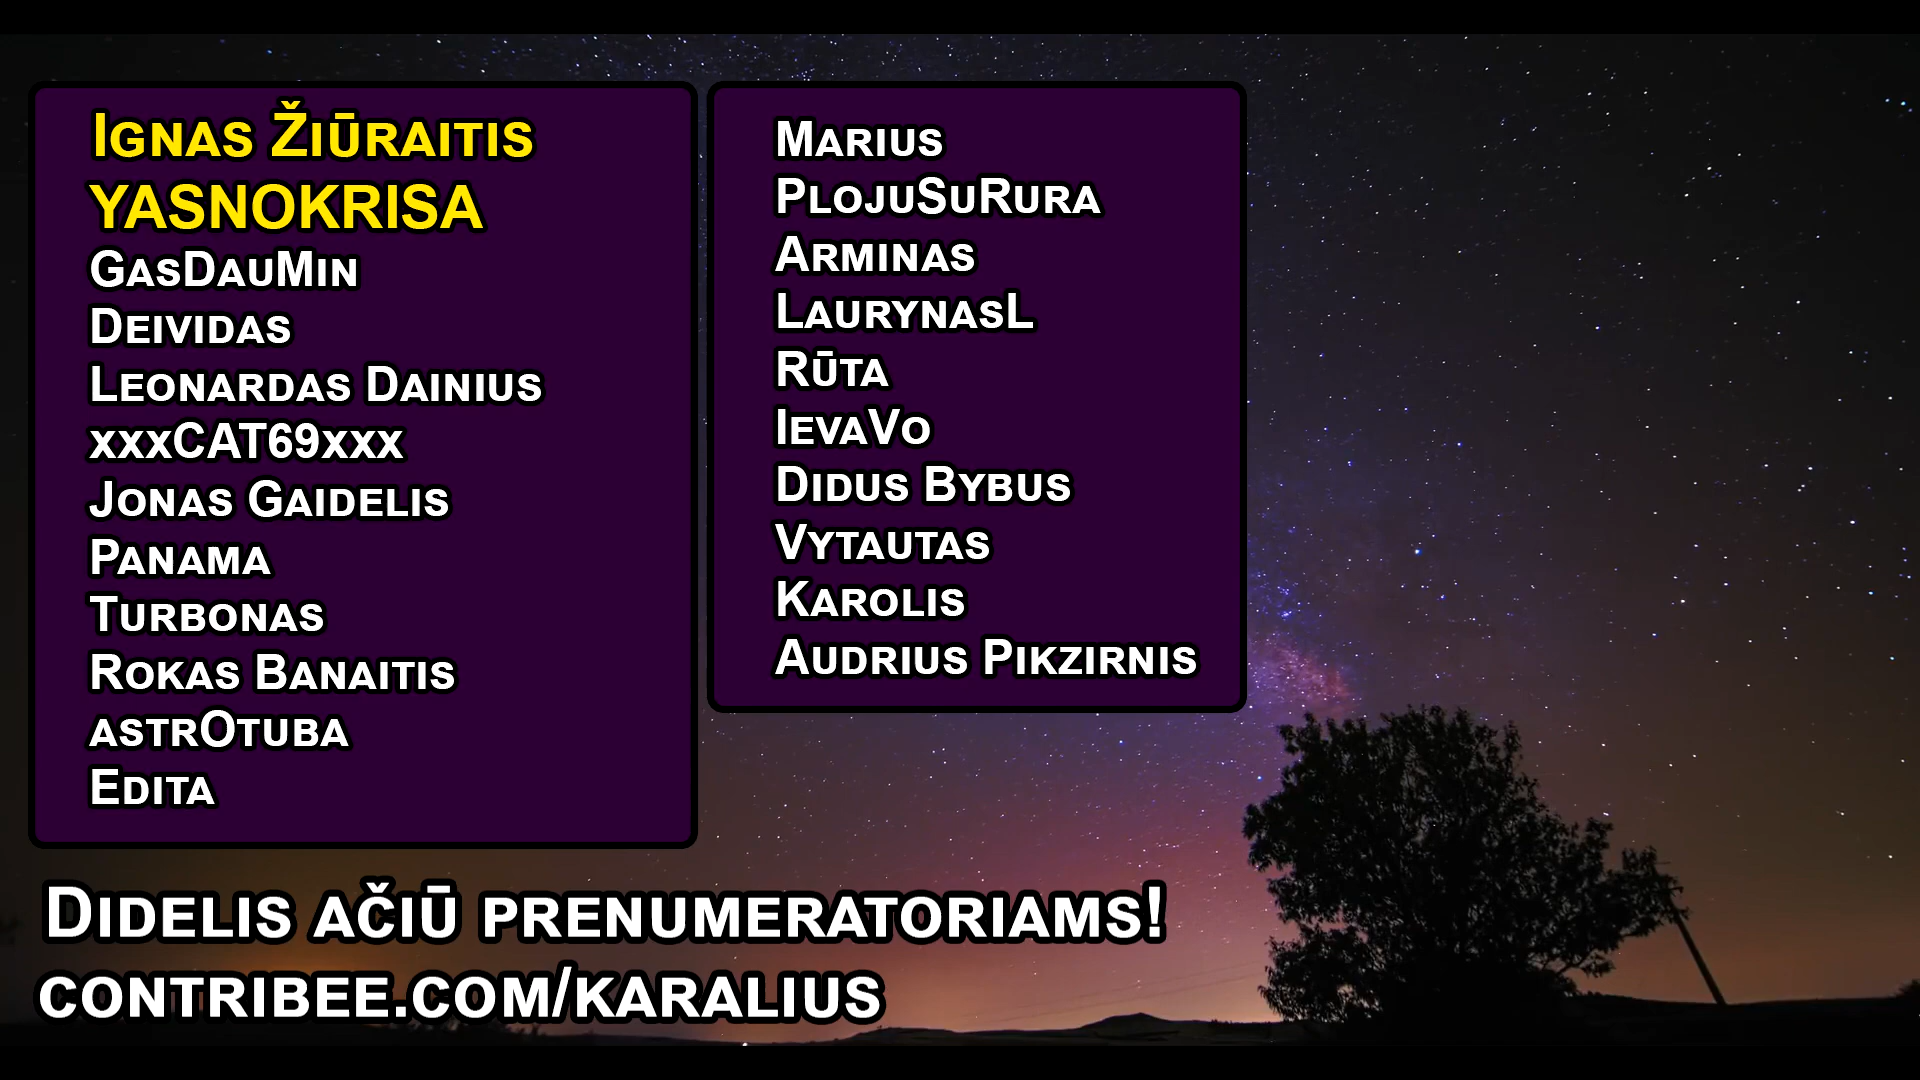 Ignas Žiūraitis
YASNOKRISA
GasDauMin
Deividas
Leonardas Dainius
xxxCAT69xxx
Jonas Gaidelis
Panama
Turbonas
Rokas Banaitis
astrOtuba
Edita
Marius
PlojuSuRura
Arminas
LaurynasL
Rūta
IevaVo
Didus Bybus
Vytautas
Karolis
Audrius Pikzirnis
Didelis ačiū prenumeratoriams!
contribee.com/karalius